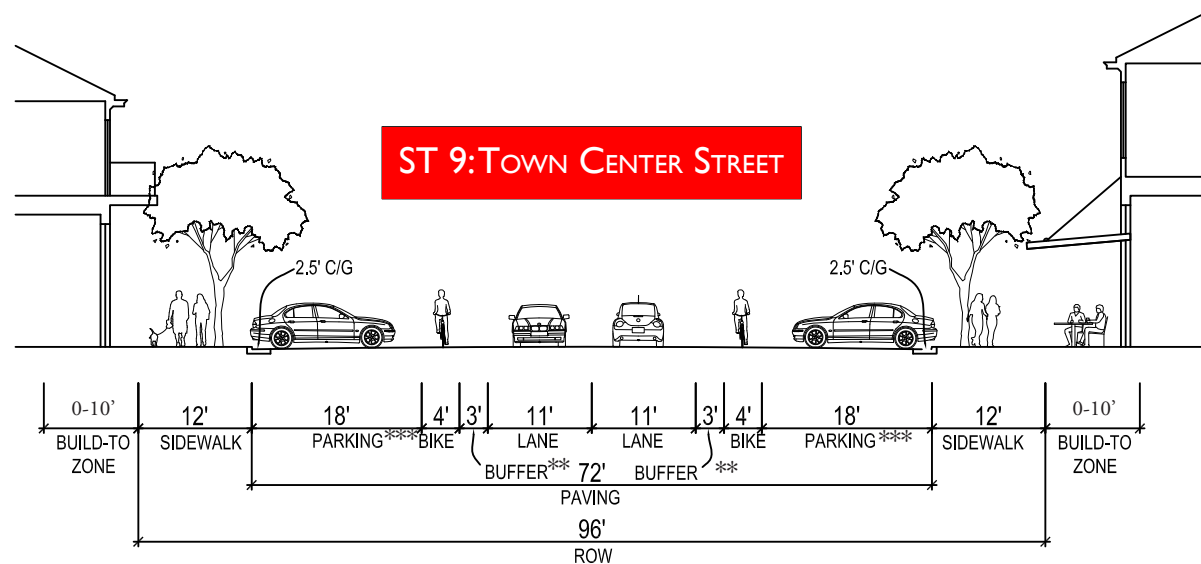 ST 9: TOWN CENTER STREET
2.5' C/G 2.5' C/G
0-10' 12' 18' 4' 3' 11' 11' 3' 4' 18' 12' 0-10'
BUILD-TO ZONE SIDEWALK PARKING*** BIKE LANE LANE BIKE PARKING*** SIDEWALK BUILD-TO ZONE
BUFFER** 72' BUFFER **
PAVING
96'
ROW